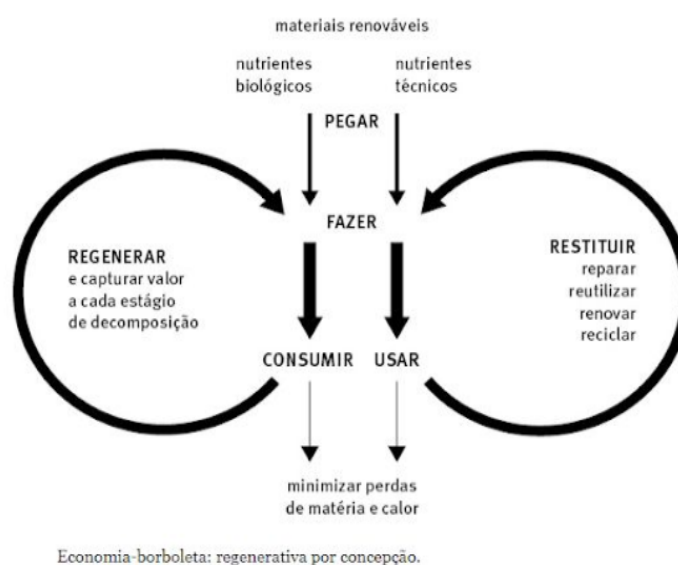 materiais renováveis
nutrientes
biológicos
nutrientes
técnicos
PEGAR
FAZER
REGENERAR
e capturar valor
a cada estágio
de decomposição
RESTITUIR
reparar
reutilizar
renovar
reciclar
CONSUMIR
USAR
minimizar perdas
de matéria e calor
Economia-borboleta: regenerativa por concepção.